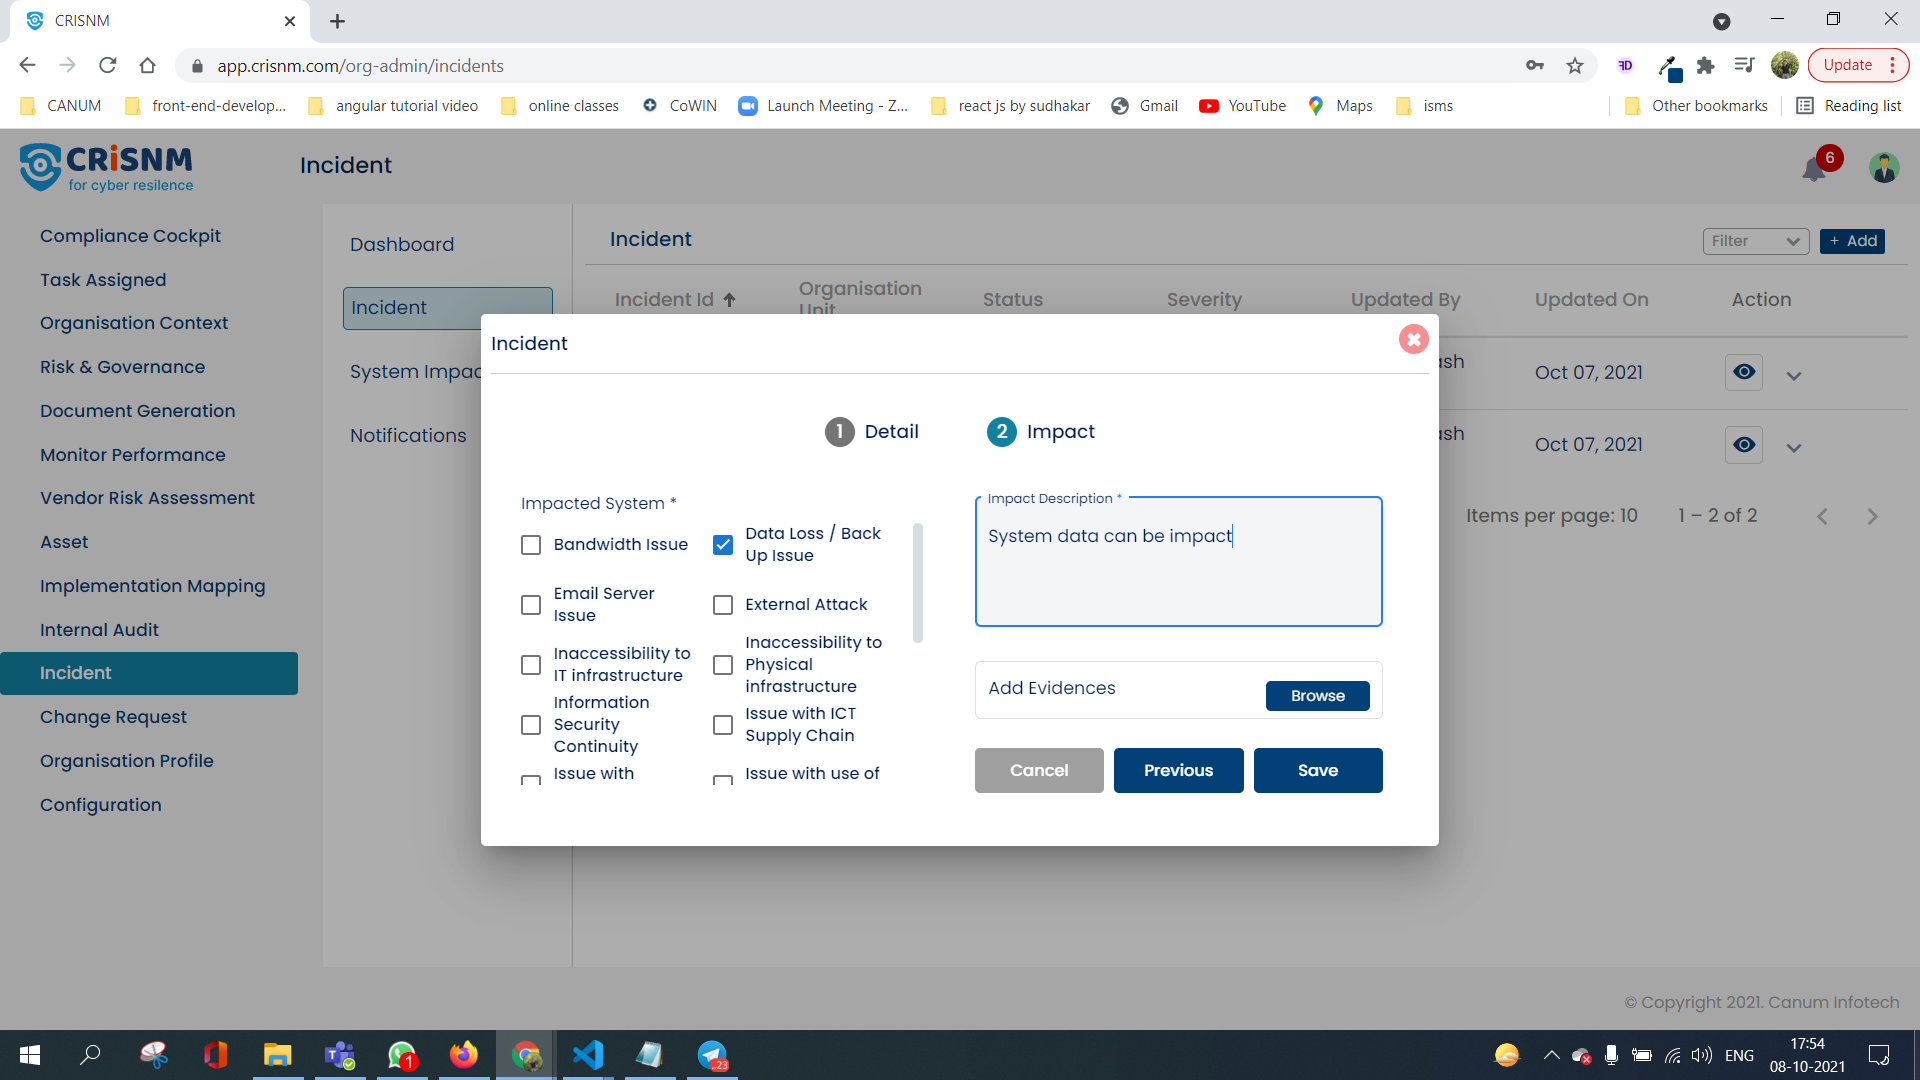 CRISNM
app.crisnm.com/org-admin/incidents
Update
CANUM
front-end-develop...
angular tutorial video
online classes
CoWIN
Launch Meeting - Z...
react js by sudhakar
Gmail
YouTube
Maps
isms
Other bookmarks
Reading list
CRiSNM
for cyber resilence
Incident
6
Compliance Cockpit
Task Assigned
Organisation Context
Risk & Governance
Document Generation
Monitor Performance
Vendor Risk Assessment
Asset
Implementation Mapping
Internal Audit
Incident
Change Request
Organisation Profile
Configuration
Dashboard
Incident
System Impac
Notifications
Incident
Filter
+ Add
Incident Id
Organisation
Unit
Status
Severity
Updated By
Updated On
Action
ash
Oct 07, 2021
ash
Oct 07, 2021
Items per page: 10
1 – 2 of 2
Incident
1 Detail
2 Impact
Impacted System *
Bandwidth Issue
Data Loss / Back
Up Issue
Email Server
Issue
External Attack
Inaccessibility to
IT infrastructure
Inaccessibility to
Physical
infrastructure
Information
Security
Continuity
Issue with ICT
Supply Chain
Issue with
Issue with use of
Impact Description *
System data can be impact
Add Evidences
Browse
Cancel
Previous
Save
© Copyright 2021. Canum Infotech
1
..23
ENG
17:54
08-10-2021